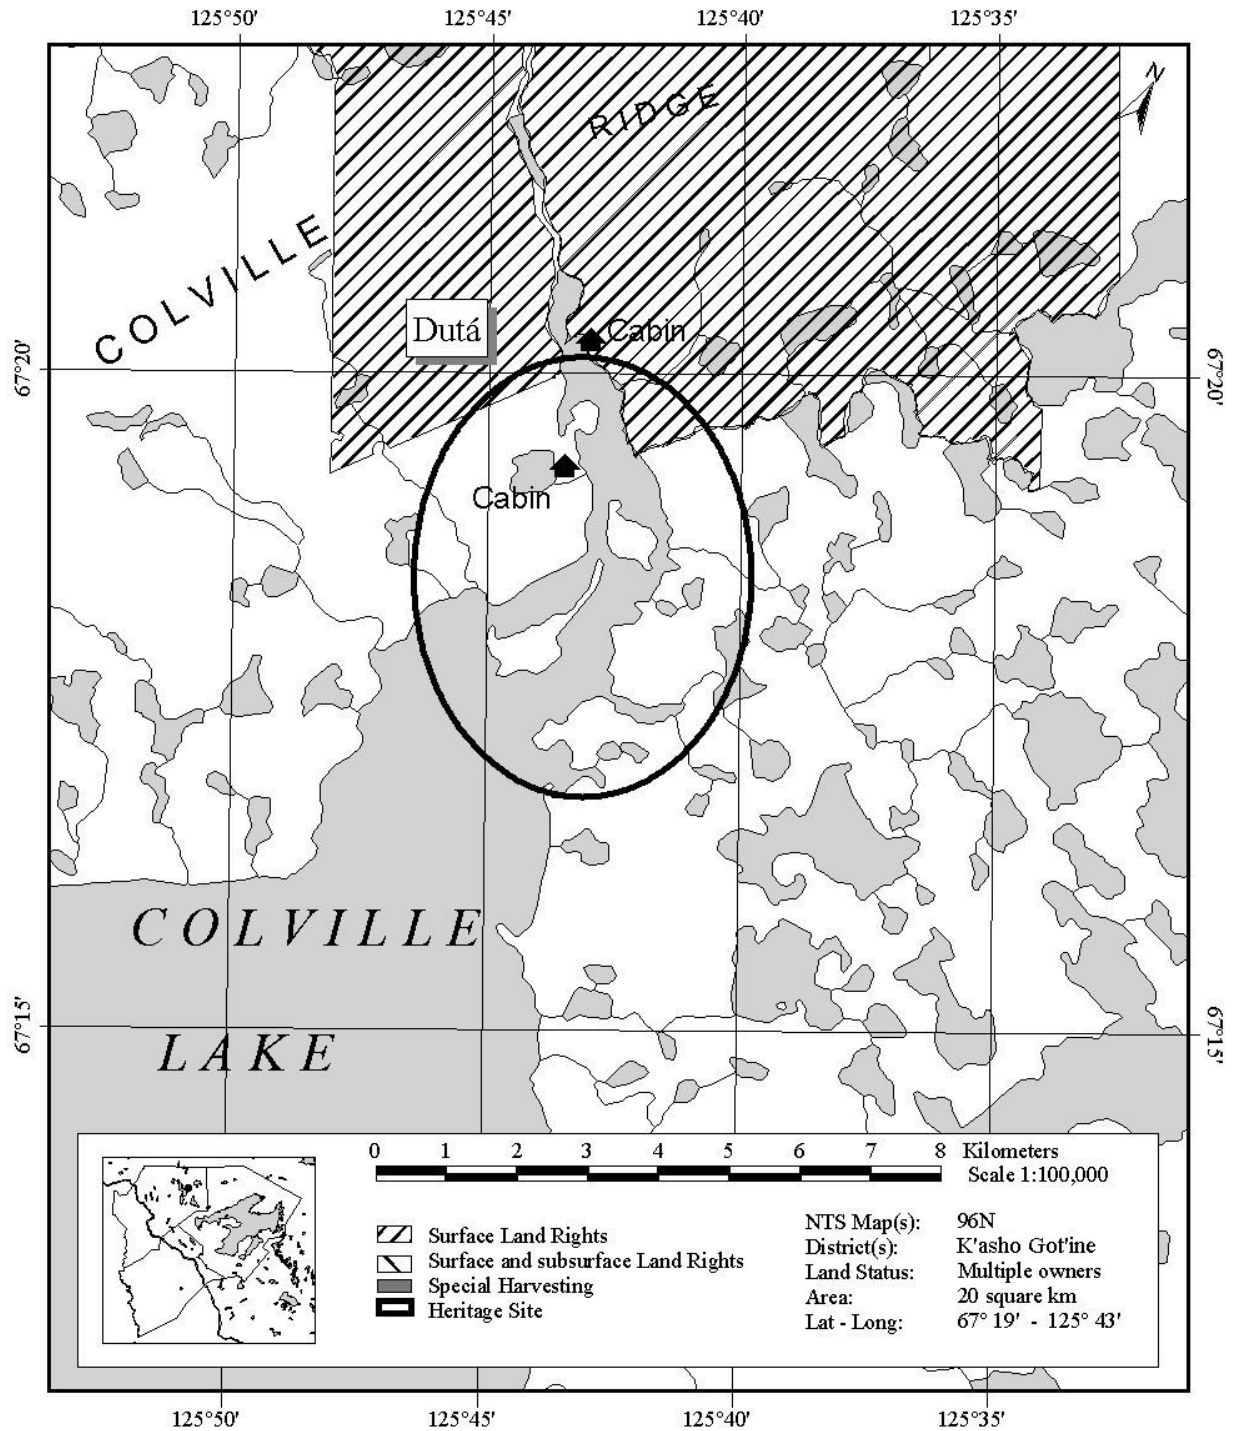 125°50' 125°45' 125°40' 125°35'
N
RIDGE
COLVILLE
Dutá
Cabin
67°20' 67°20'
Cabin
COLVILLE
67°15' 67°15'
LAKE
0 1 2 3 4 5 6 7 8 Kilometers
Scale 1:100,000
Surface Land Rights
Surface and subsurface Land Rights
Special Harvesting
Heritage Site
NTS Map(s): 96N
District(s): K'asho Got'ine
Land Status: Multiple owners
Area: 20 square km
Lat - Long: 67° 19' - 125° 43'
125°50' 125°45' 125°40' 125°35'